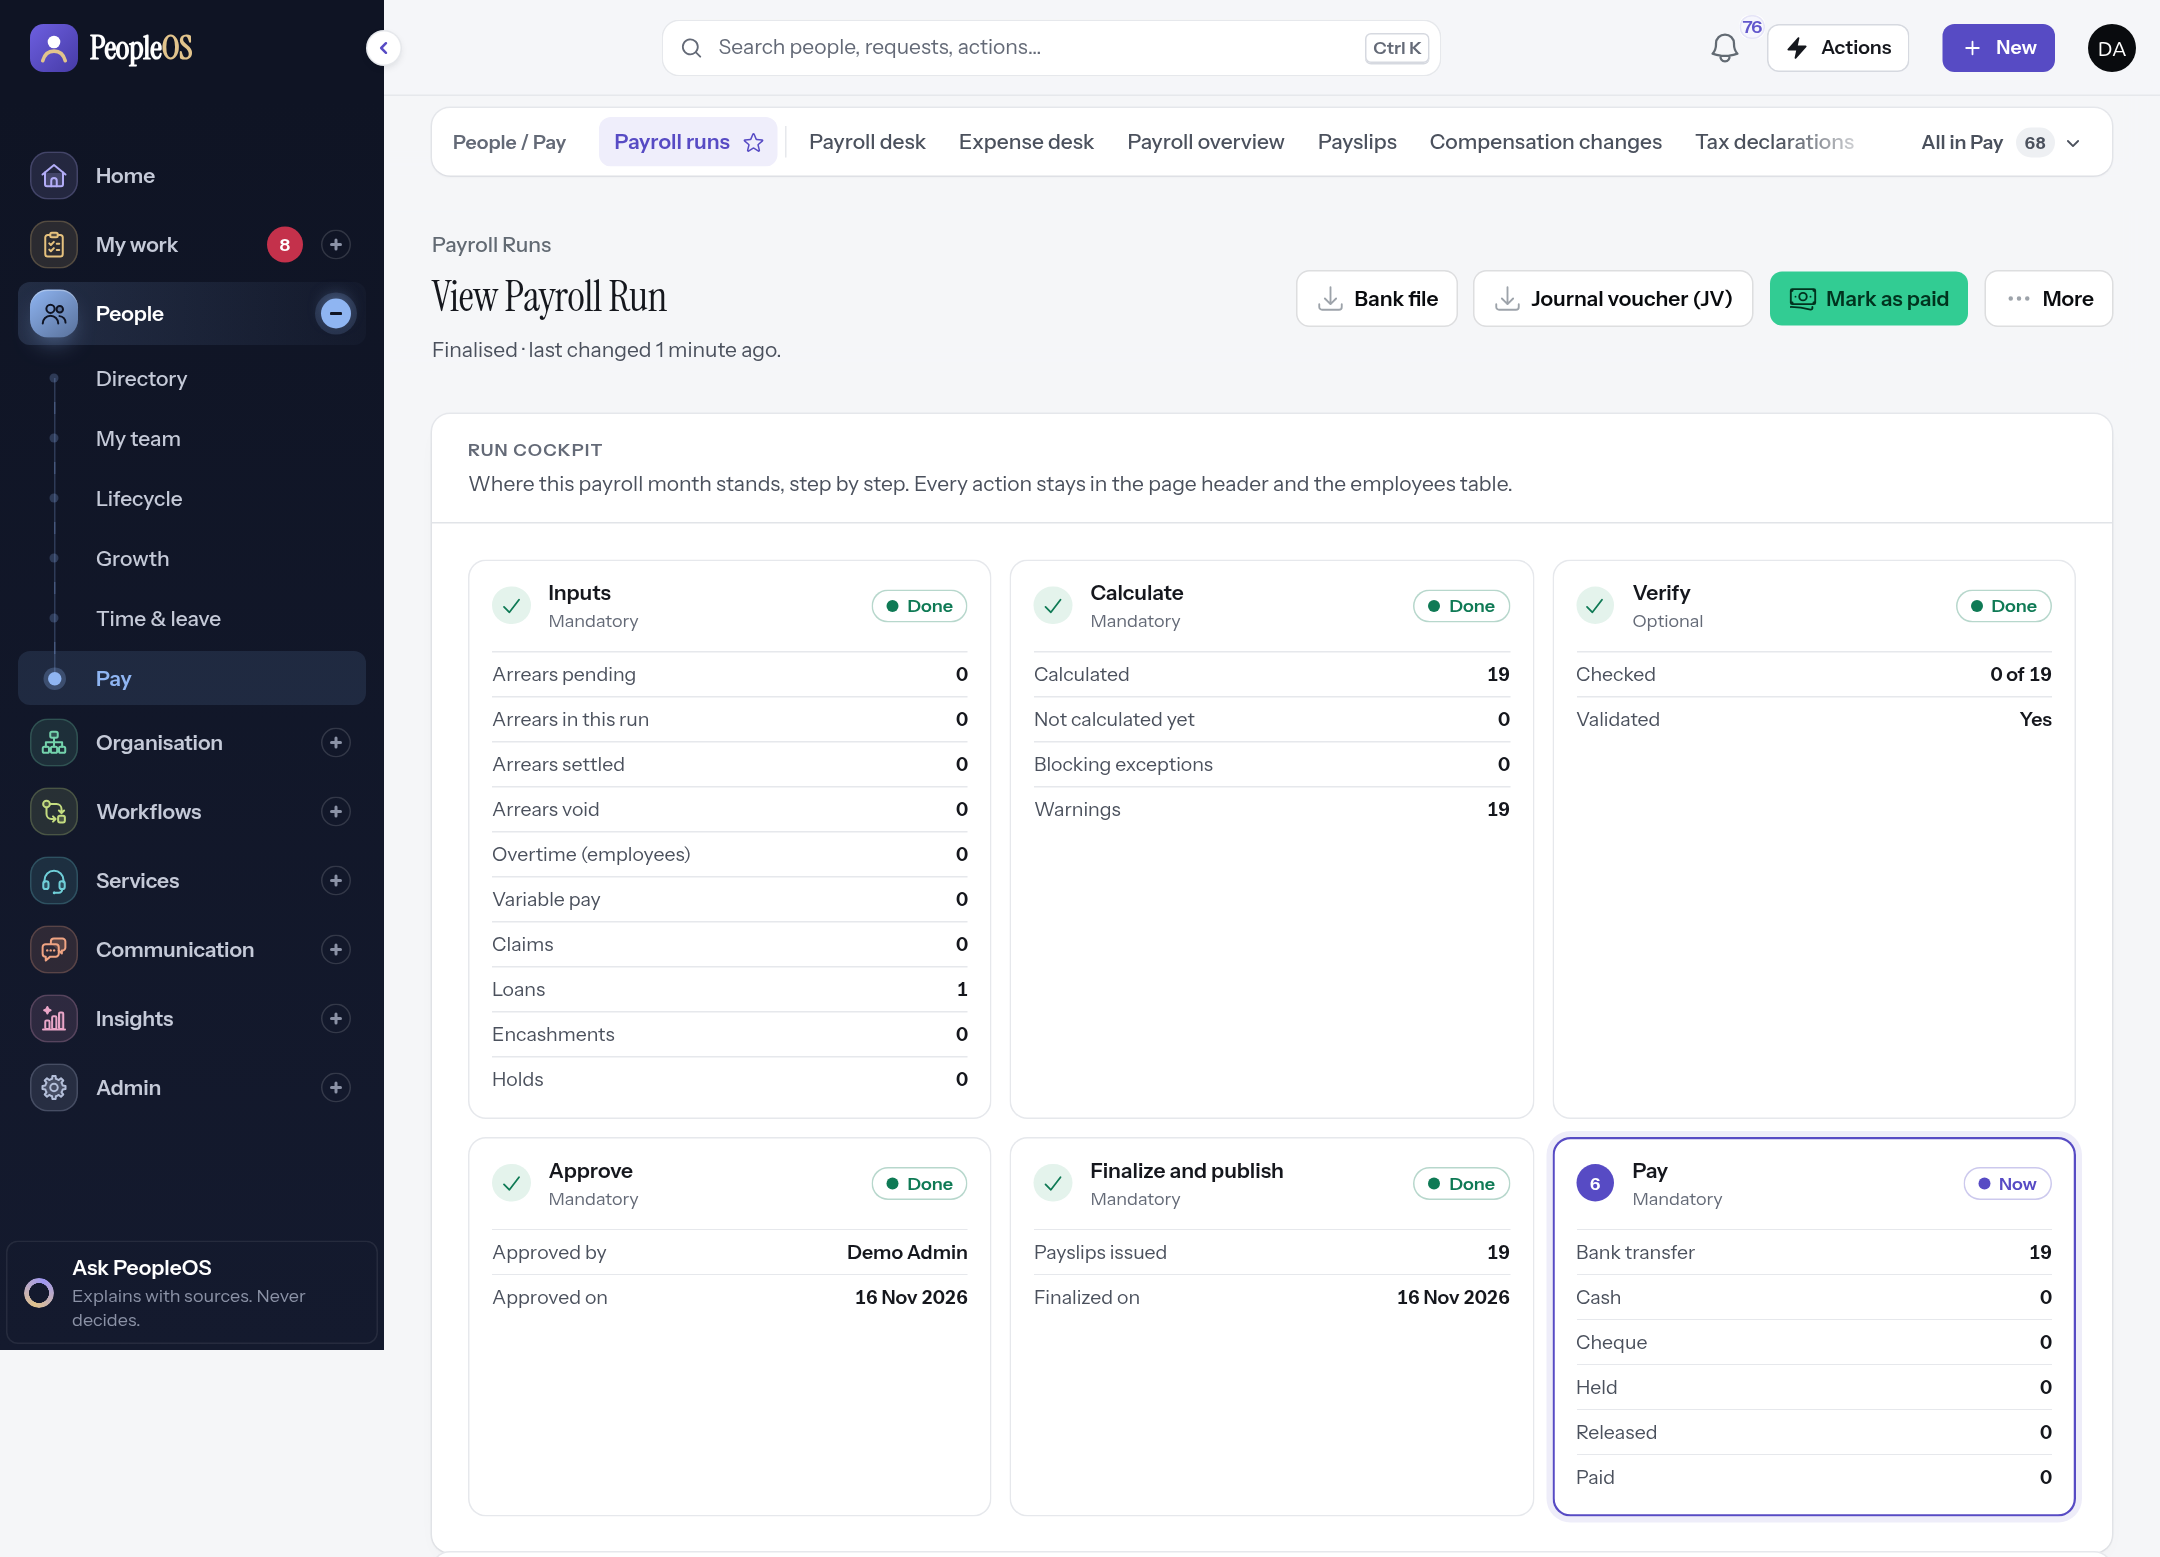 PeopleOS
Search people, requests, actions...
Ctrl K
76
Actions
New
DA
Home
My work
8
People
Directory
My team
Lifecycle
Growth
Time & leave
Pay
Organisation
Workflows
Services
Communication
Insights
Admin
Ask PeopleOS
Explains with sources. Never
decides.
People / Pay
Payroll runs
Payroll desk
Expense desk
Payroll overview
Payslips
Compensation changes
Tax declarations
All in Pay
68
Payroll Runs
View Payroll Run
Finalised · last changed 1 minute ago.
Bank file
Journal voucher (JV)
Mark as paid
More
RUN COCKPIT
Where this payroll month stands, step by step. Every action stays in the page header and the employees table.
Inputs
Mandatory
Done
Arrears pending 0
Arrears in this run 0
Arrears settled 0
Arrears void 0
Overtime (employees) 0
Variable pay 0
Claims 0
Loans 1
Encashments 0
Holds 0
Calculate
Mandatory
Done
Calculated 19
Not calculated yet 0
Blocking exceptions 0
Warnings 19
Verify
Optional
Done
Checked 0 of 19
Validated Yes
Approve
Mandatory
Done
Approved by Demo Admin
Approved on 16 Nov 2026
Finalize and publish
Mandatory
Done
Payslips issued 19
Finalized on 16 Nov 2026
6
Pay
Mandatory
Now
Bank transfer 19
Cash 0
Cheque 0
Held 0
Released 0
Paid 0